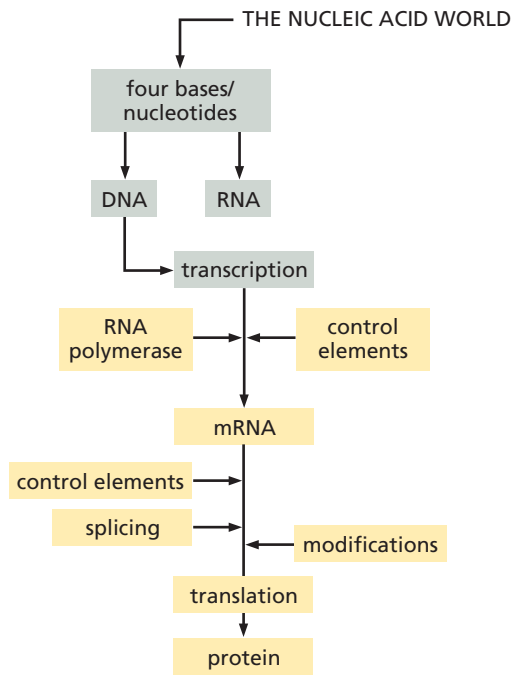 THE NUCLEIC ACID WORLD
four bases/
nucleotides
DNA
RNA
transcription
RNA
polymerase
control
elements
mRNA
control elements
splicing
modifications
translation
protein